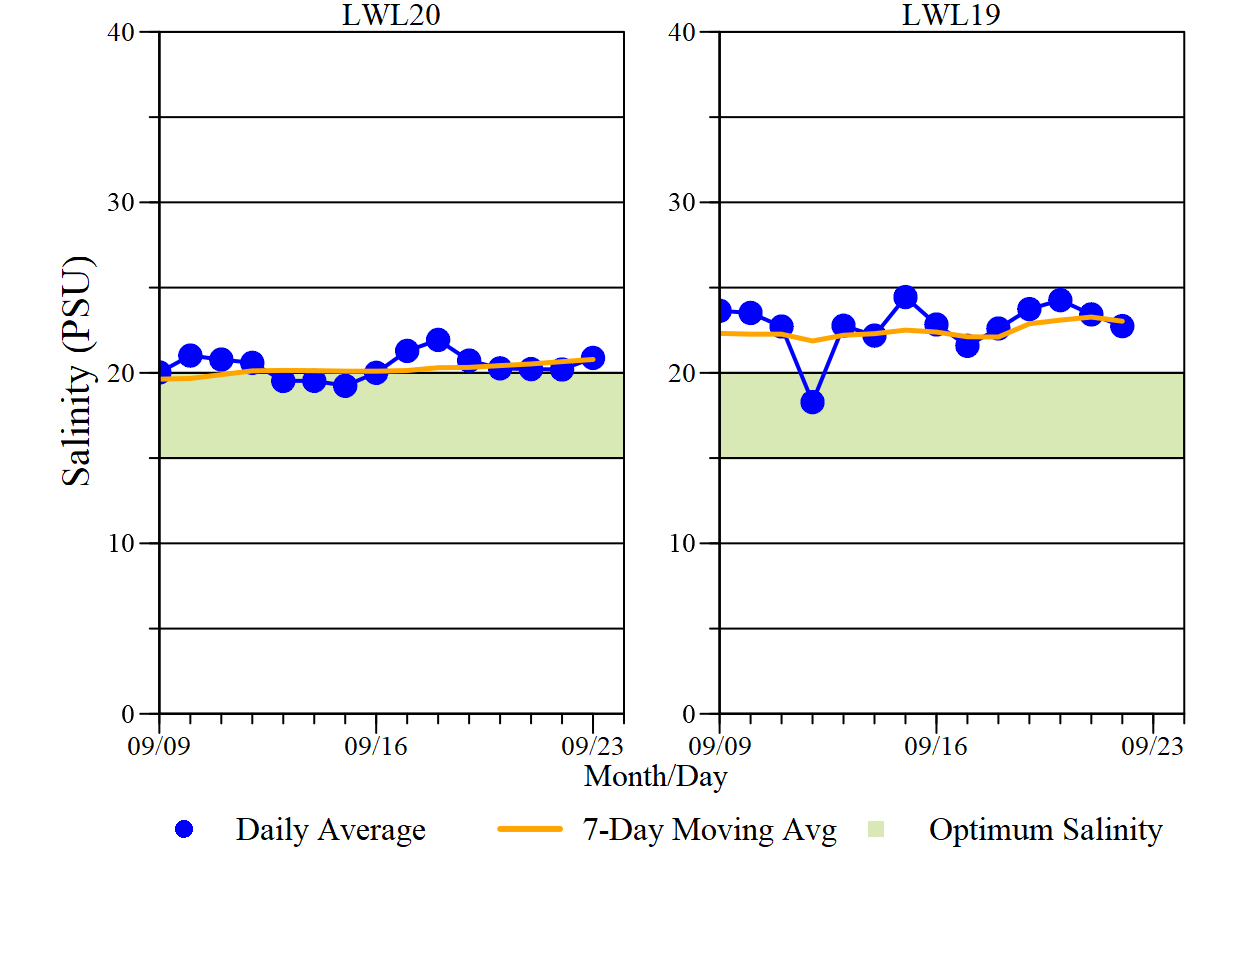 LWL20
LWL19
40
30
20
10
0
40
30
20
10
0
Salinity (PSU)
09/09
09/16
09/23
09/09
09/16
09/23
Month/Day
Daily Average
7-Day Moving Avg
Optimum Salinity